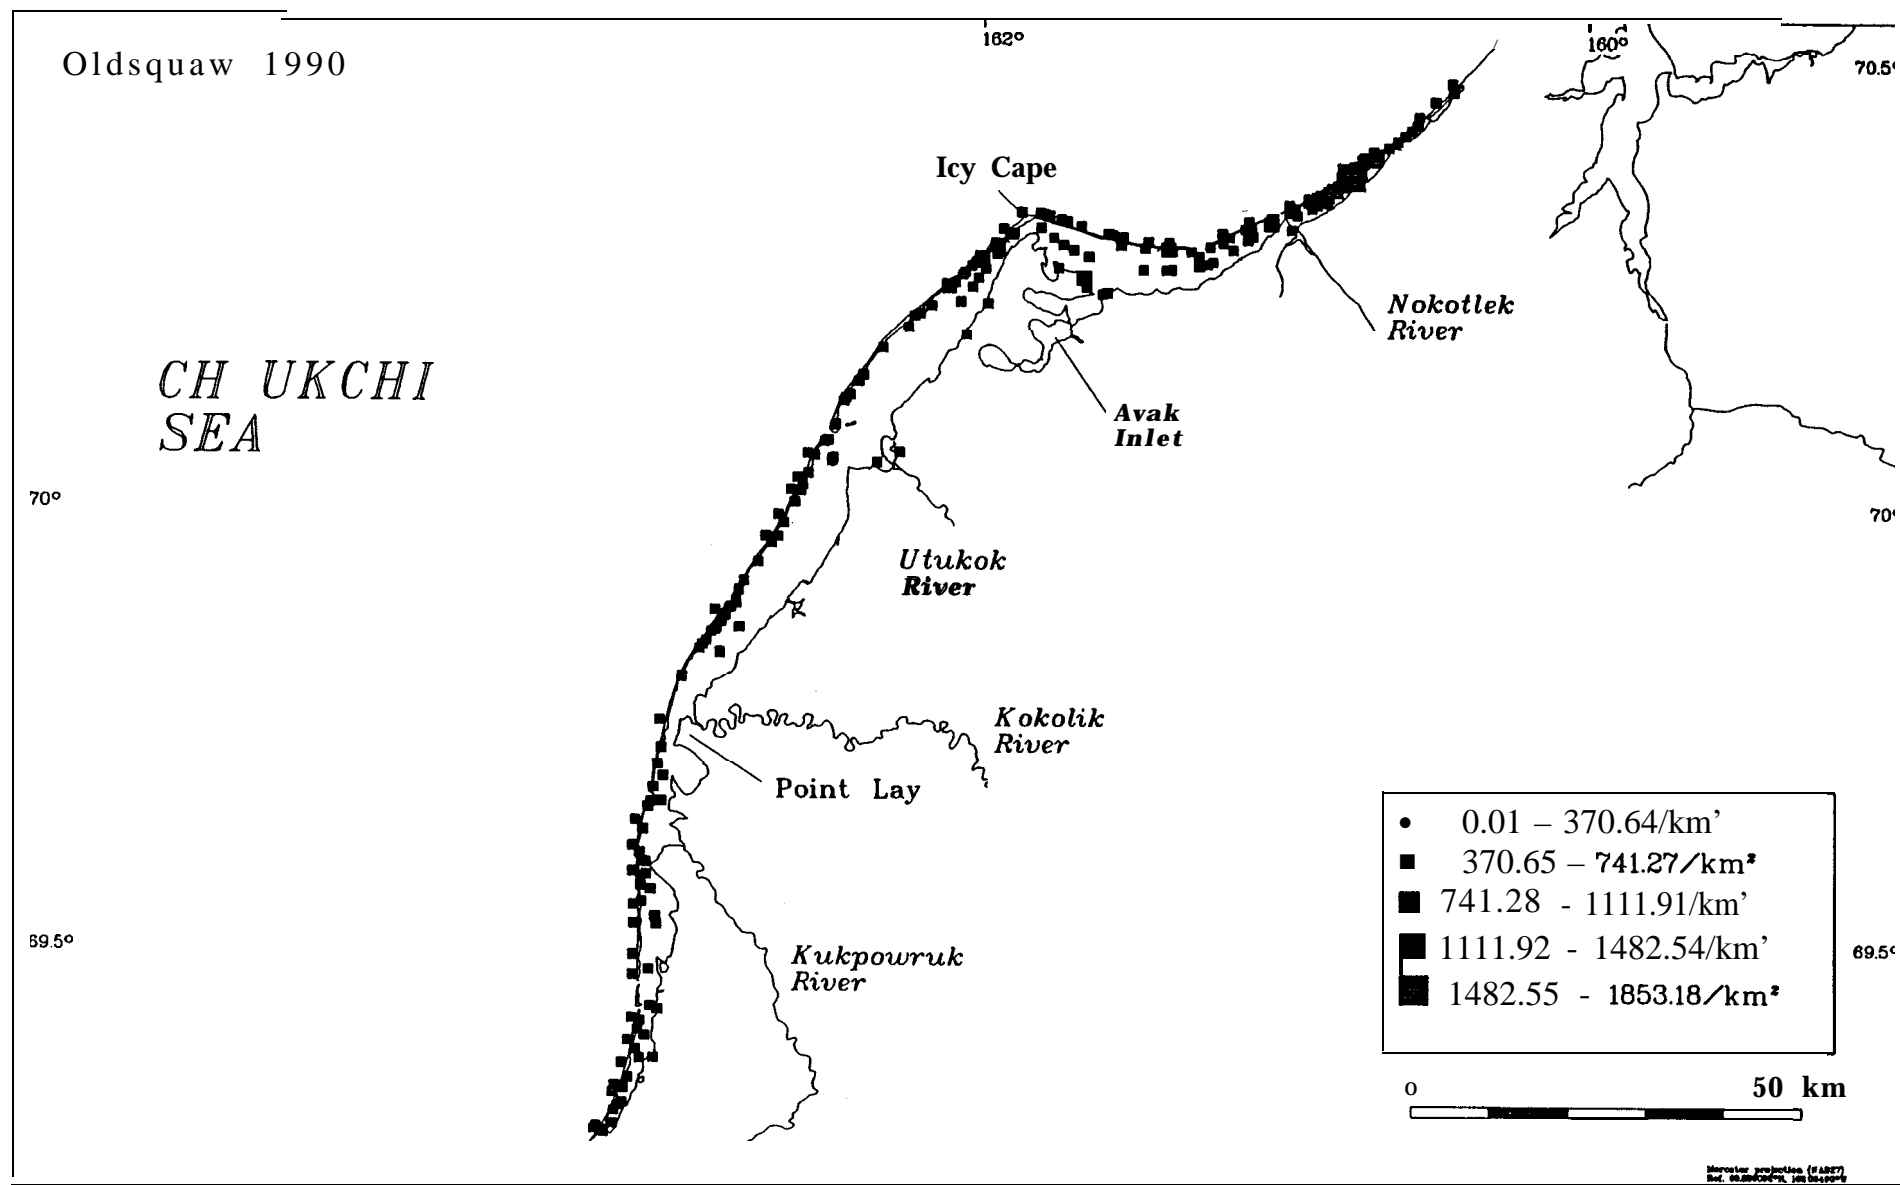 Oldsquaw 1990
162°
160°
70.5°
Icy Cape
Nokotlek
River
CH UKCHI
SEA
Avak
Inlet
70°
70°
Utukok
River
Kokolik
River
Point Lay
0.01 – 370.64/km’
370.65 – 741.27/km²
741.28 - 1111.91/km’
1111.92 - 1482.54/km’
1482.55 - 1853.18/km²
69.5°
69.5°
Kukpowruk
River
0 50 km
Mercator projection (NAD27)